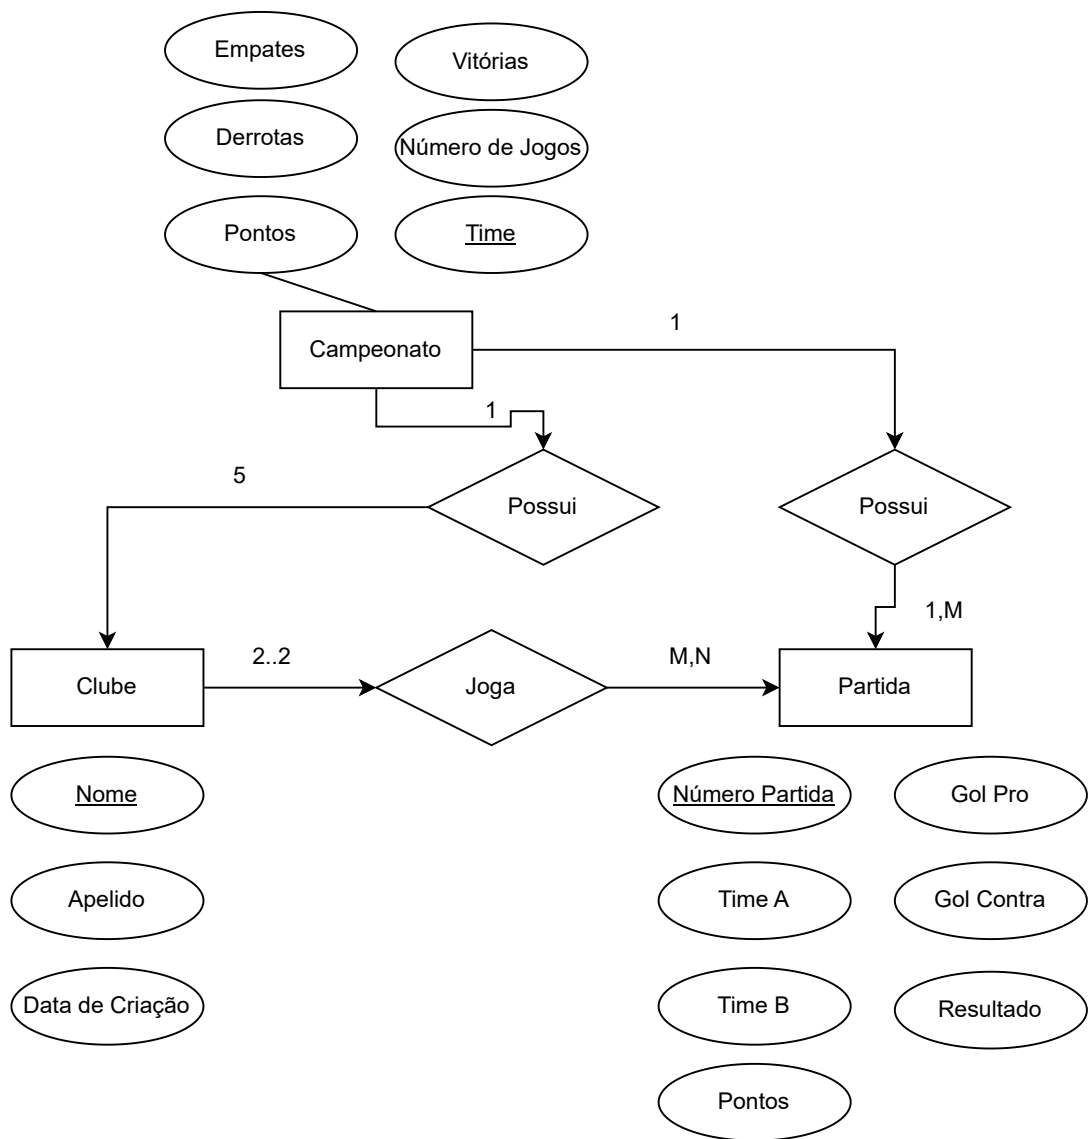 Empates
Vitórias
Derrotas
Número de Jogos
Pontos
Time
Campeonato
1
1
5
Possui
Possui
1,M
2..2
M,N
Clube
Joga
Partida
Nome
Número Partida
Gol Pro
Apelido
Time A
Gol Contra
Data de Criação
Time B
Resultado
Pontos